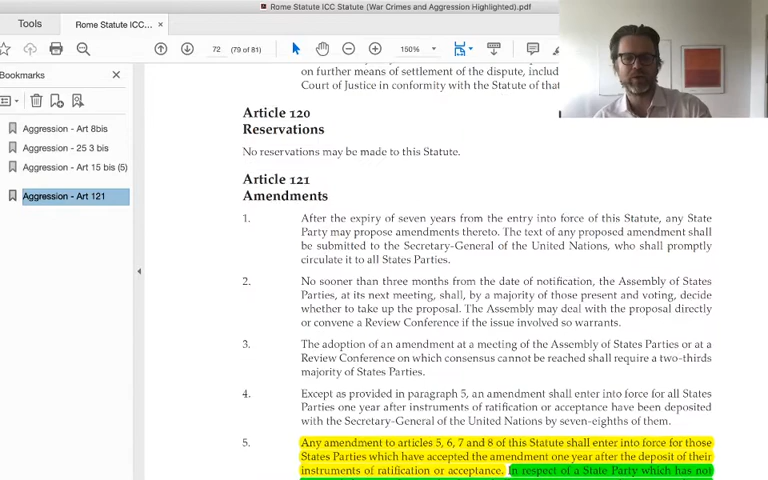 Rome Statute ICC Statute (War Crimes and Aggression Highlighted).pdf
Tools
Rome Statute ICC... ×
72 (79 of 81)
150%
Bookmarks
Aggression - Art 8bis
Aggression - 25 3 bis
Aggression - Art 15 bis (5)
Aggression - Art 121
on further means of settlement of the dispute, includ
Court of Justice in conformity with the Statute of that
Article 120
Reservations
No reservations may be made to this Statute.
Article 121
Amendments
1. After the expiry of seven years from the entry into force of this Statute, any State
Party may propose amendments thereto. The text of any proposed amendment shall
be submitted to the Secretary-General of the United Nations, who shall promptly
circulate it to all States Parties.
2. No sooner than three months from the date of notification, the Assembly of States
Parties, at its next meeting, shall, by a majority of those present and voting, decide
whether to take up the proposal. The Assembly may deal with the proposal directly
or convene a Review Conference if the issue involved so warrants.
3. The adoption of an amendment at a meeting of the Assembly of States Parties or at a
Review Conference on which consensus cannot be reached shall require a two-thirds
majority of States Parties.
4. Except as provided in paragraph 5, an amendment shall enter into force for all States
Parties one year after instruments of ratification or acceptance have been deposited
with the Secretary-General of the United Nations by seven-eighths of them.
5. Any amendment to articles 5, 6, 7 and 8 of this Statute shall enter into force for those
States Parties which have accepted the amendment one year after the deposit of their
instruments of ratification or acceptance. In respect of a State Party which has not